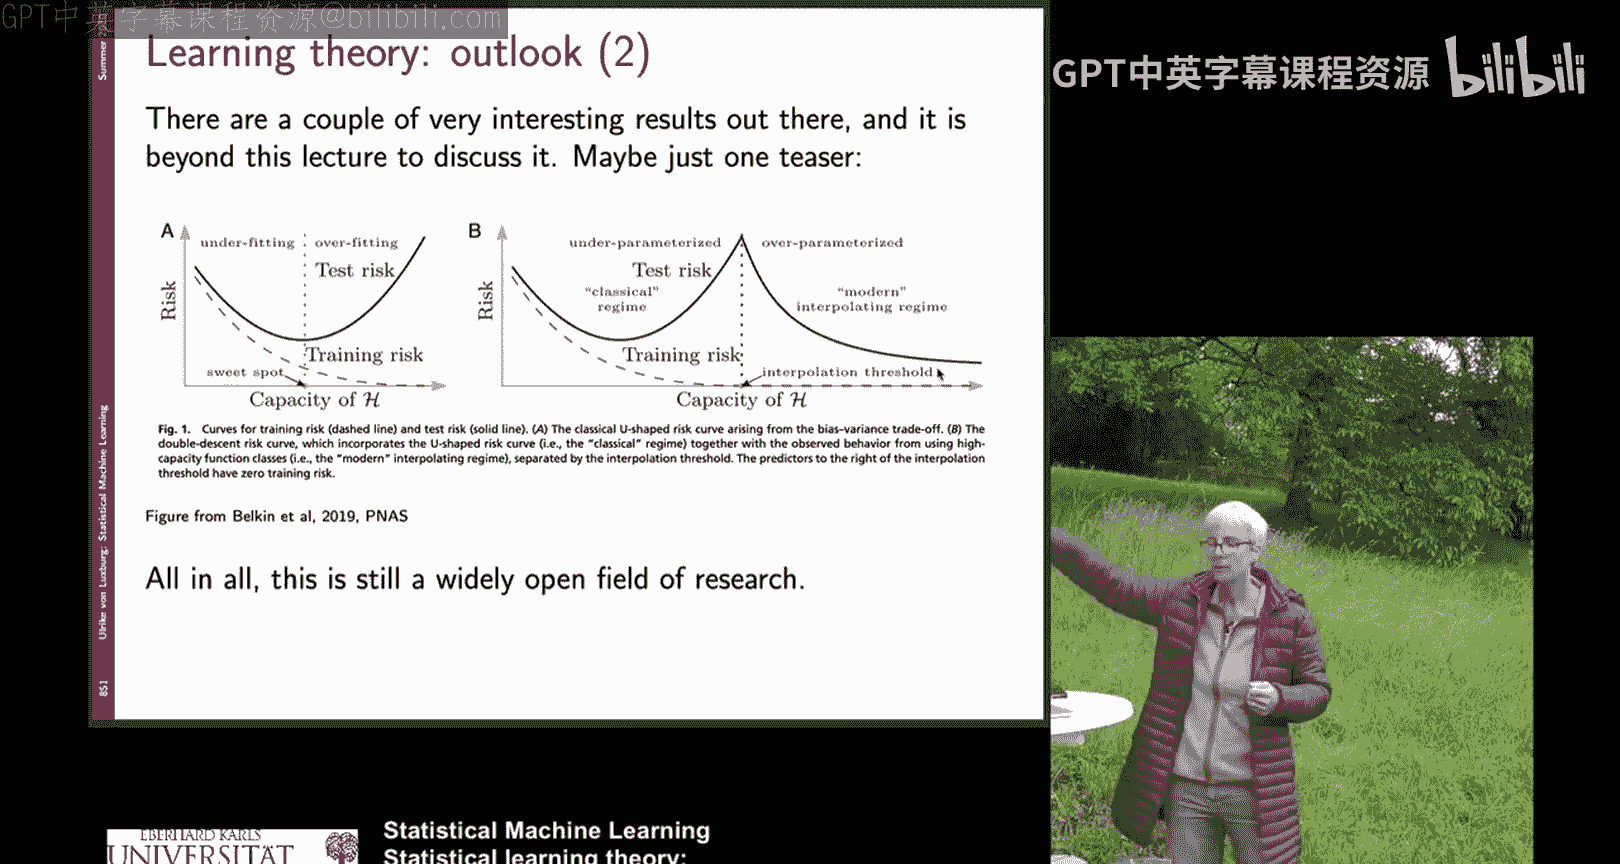 GPT中英字幕课程资源@bilibili.com
GPT中英字幕课程资源 bilibili
Learning theory: outlook (2)
There are a couple of very interesting results out there, and it is
beyond this lecture to discuss it. Maybe just one teaser:
A
under-fitting
over-fitting
Test risk
Risk
Training risk
sweet spot
Capacity of H
B
under-parameterized
over-parameterized
Test risk
"classical"
regime
"modern"
interpolating regime
Risk
Training risk
interpolation threshold
Capacity of H
Fig. 1. Curves for training risk (dashed line) and test risk (solid line). (A) The classical U-shaped risk curve arising from the bias–variance trade-off. (B) The
double-descent risk curve, which incorporates the U-shaped risk curve (i.e., the "classical" regime) together with the observed behavior from using high-
capacity function classes (i.e., the "modern" interpolating regime), separated by the interpolation threshold. The predictors to the right of the interpolation
threshold have zero training risk.
Figure from Belkin et al, 2019, PNAS
All in all, this is still a widely open field of research.
Summer
Ulrike von Luxburg: Statistical Machine Learning
851
EBERHARD KARLS
UNIVERSITÄT
Statistical Machine Learning
Statistical learning theory: